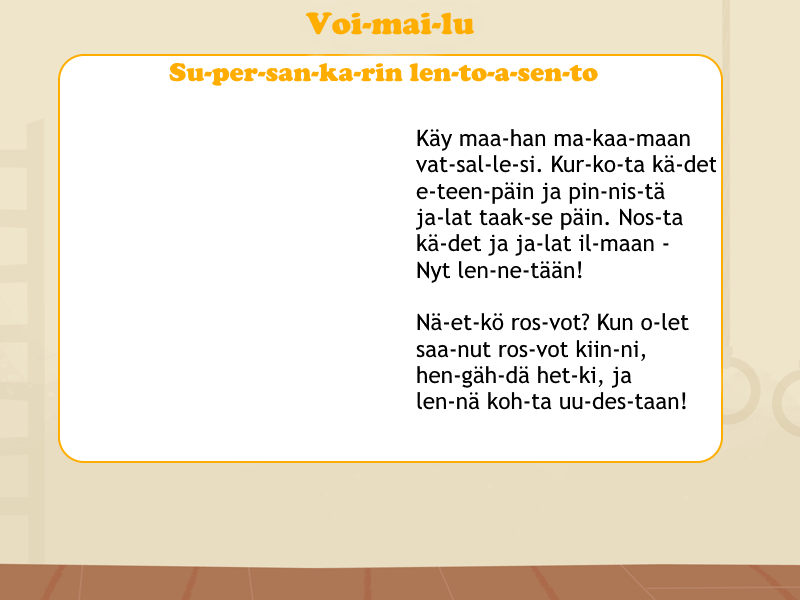 Voi-mai-lu
Su-per-san-ka-rin len-to-a-sen-to
Käy maa-han ma-kaa-maan
vat-sal-le-si. Kur-ko-ta kä-det
e-teen-päin ja pin-nis-tä
ja-lat taak-se päin. Nos-ta
kä-det ja ja-lat il-maan -
Nyt len-ne-tään!
Nä-et-kö ros-vot? Kun o-let
saa-nut ros-vot kiin-ni,
hen-gäh-dä het-ki, ja
len-nä koh-ta uu-des-taan!